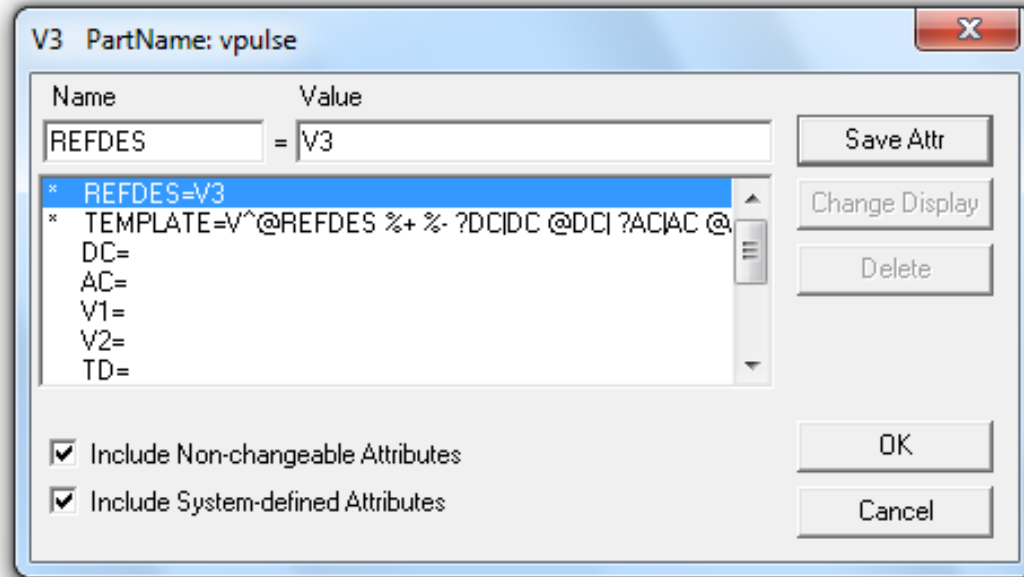 V3 PartName: vpulse
Name Value
REFDES = V3
Save Attr
* REFDES=V3
* TEMPLATE=V^@REFDES %+ %- ?DC|DC @DC| ?AC|AC @
DC=
AC=
V1=
V2=
TD=
Change Display
Delete
Include Non-changeable Attributes
Include System-defined Attributes
OK
Cancel